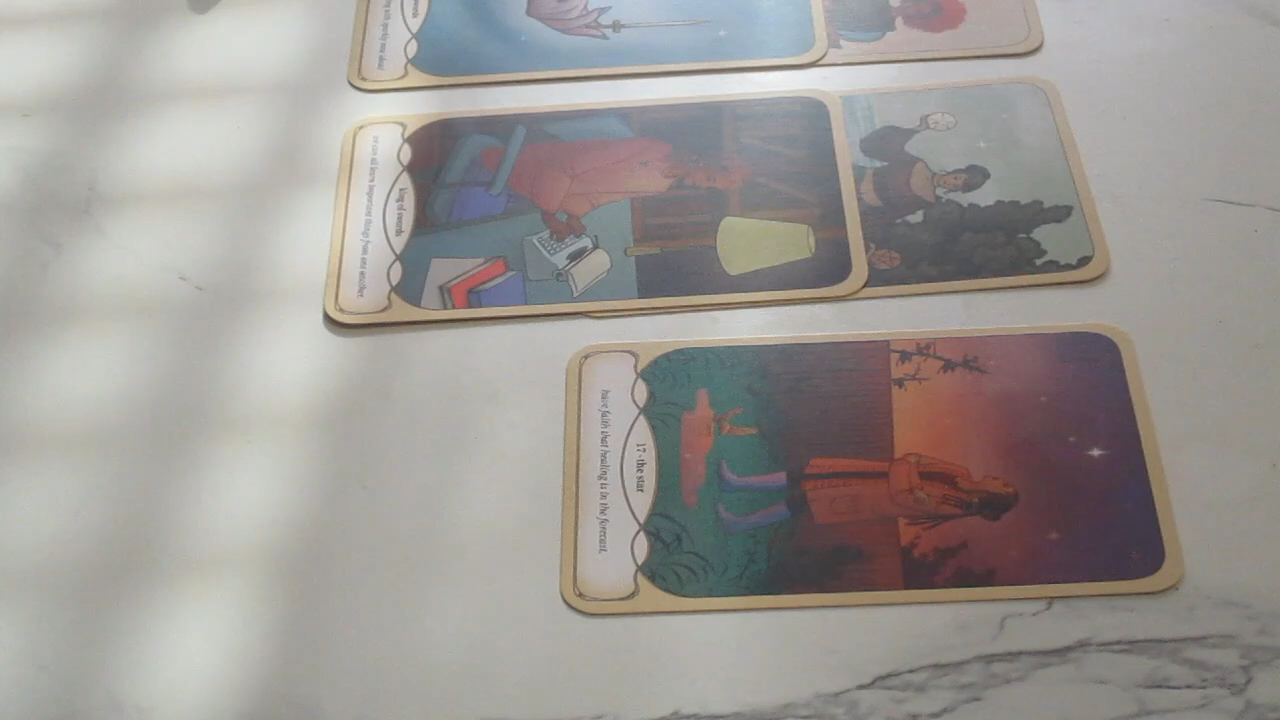 king of swords
we can all learn important things from one another.
17 - the star
have faith that healing is in the forecast.